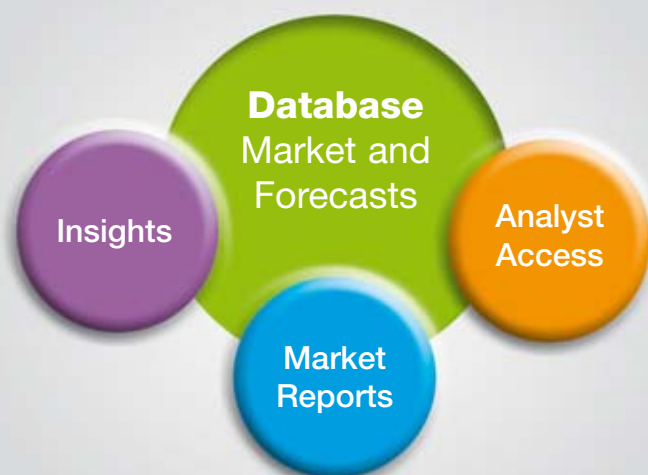 Database
Market and
Forecasts
Insights
Analyst
Access
Market
Reports